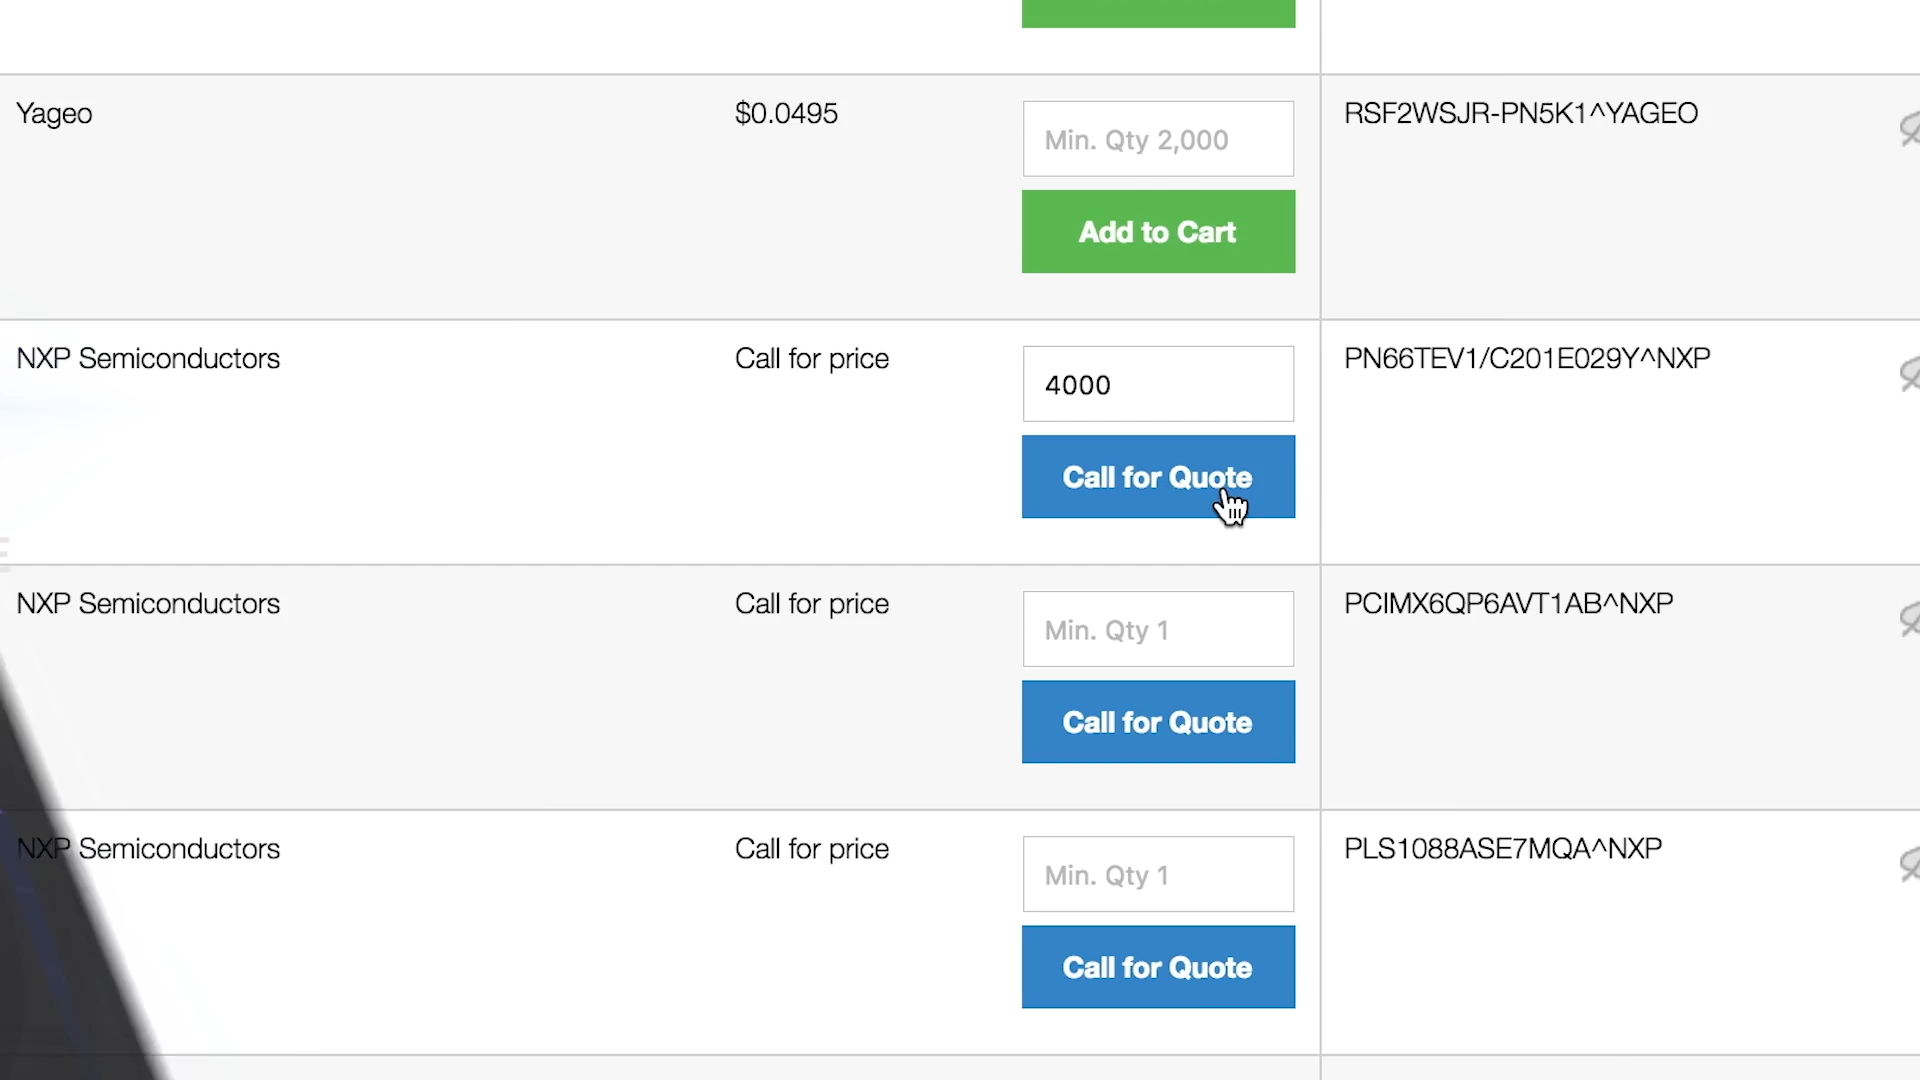 Yageo
$0.0495
Min. Qty 2,000
RSF2WSJR-PN5K1^YAGEO
Add to Cart
NXP Semiconductors
Call for price
4000
PN66TEV1/C201E029Y^NXP
Call for Quote
NXP Semiconductors
Call for price
Min. Qty 1
PCIMX6QP6AVT1AB^NXP
Call for Quote
NXP Semiconductors
Call for price
Min. Qty 1
PLS1088ASE7MQA^NXP
Call for Quote